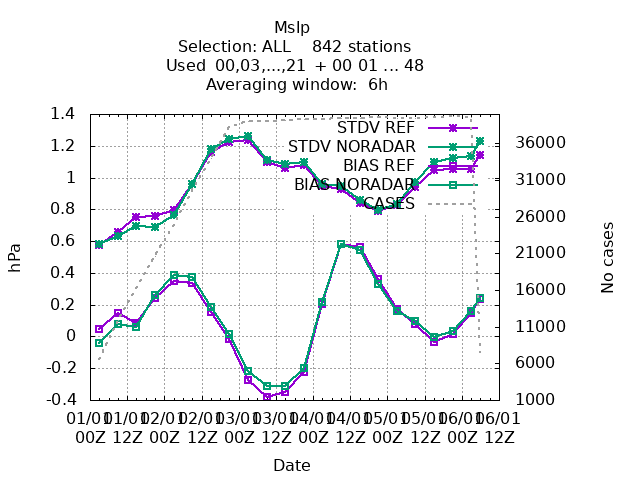 Mslp
Selection: ALL    842 stations
Used  00,03,...,21  + 00 01 ... 48
Averaging window:  6h
STDV REF
STDV NORADAR
BIAS REF
BIAS NORADAR
CASES
1.4
1.2
1
0.8
0.6
0.4
0.2
0
-0.2
-0.4
hPa
36000
31000
26000
21000
16000
11000
6000
1000
No cases
01/01 01/01 02/01 02/01 03/01 03/01 04/01 04/01 05/01 05/01 06/01 06/01
00Z 12Z 00Z 12Z 00Z 12Z 00Z 12Z 00Z 12Z 00Z 12Z
Date